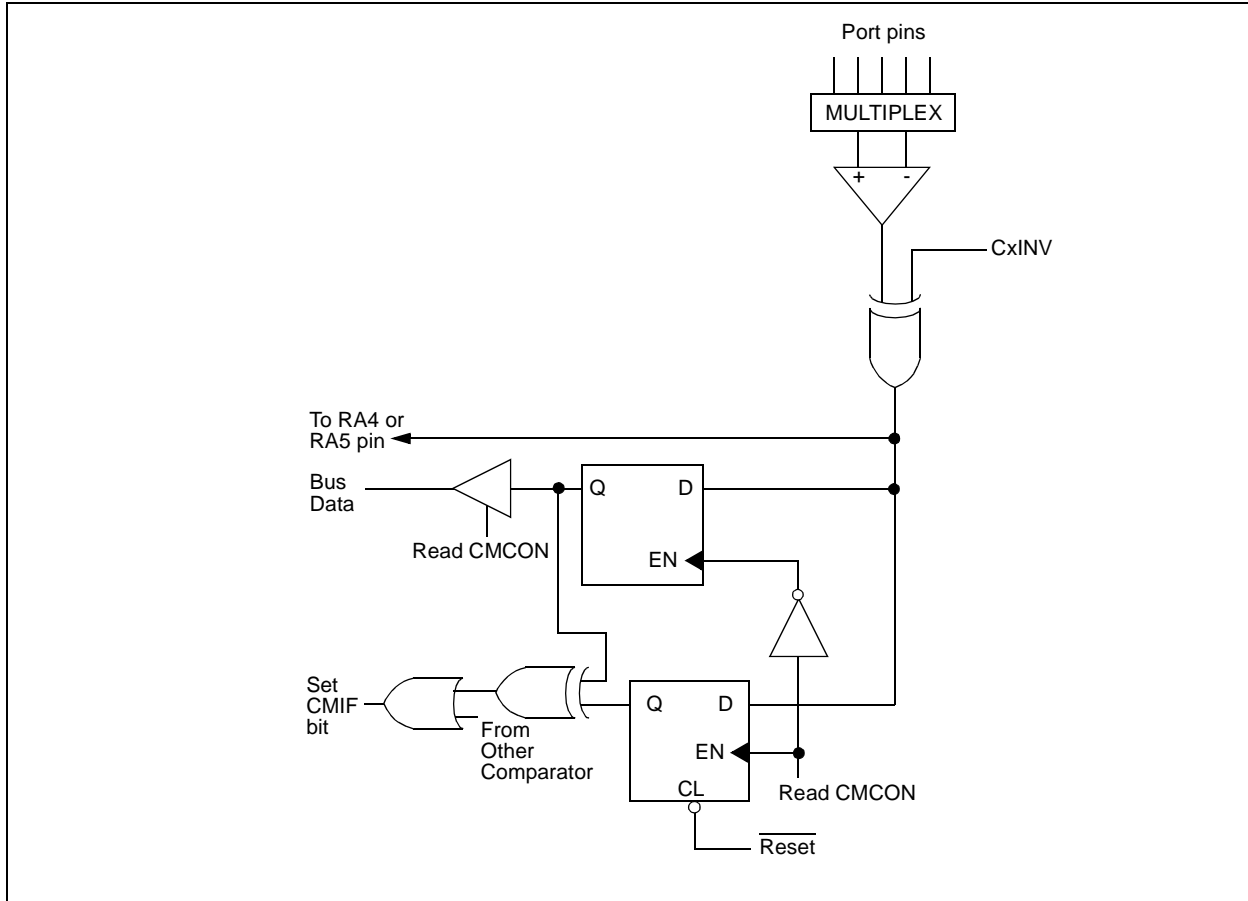 Port pins
MULTIPLEX
+ -
CxINV
To RA4 or
RA5 pin
Bus
Data
Q D
EN
Read CMCON
Set
CMIF
bit
From
Other
Comparator
Q D
EN
CL
Read CMCON
Reset